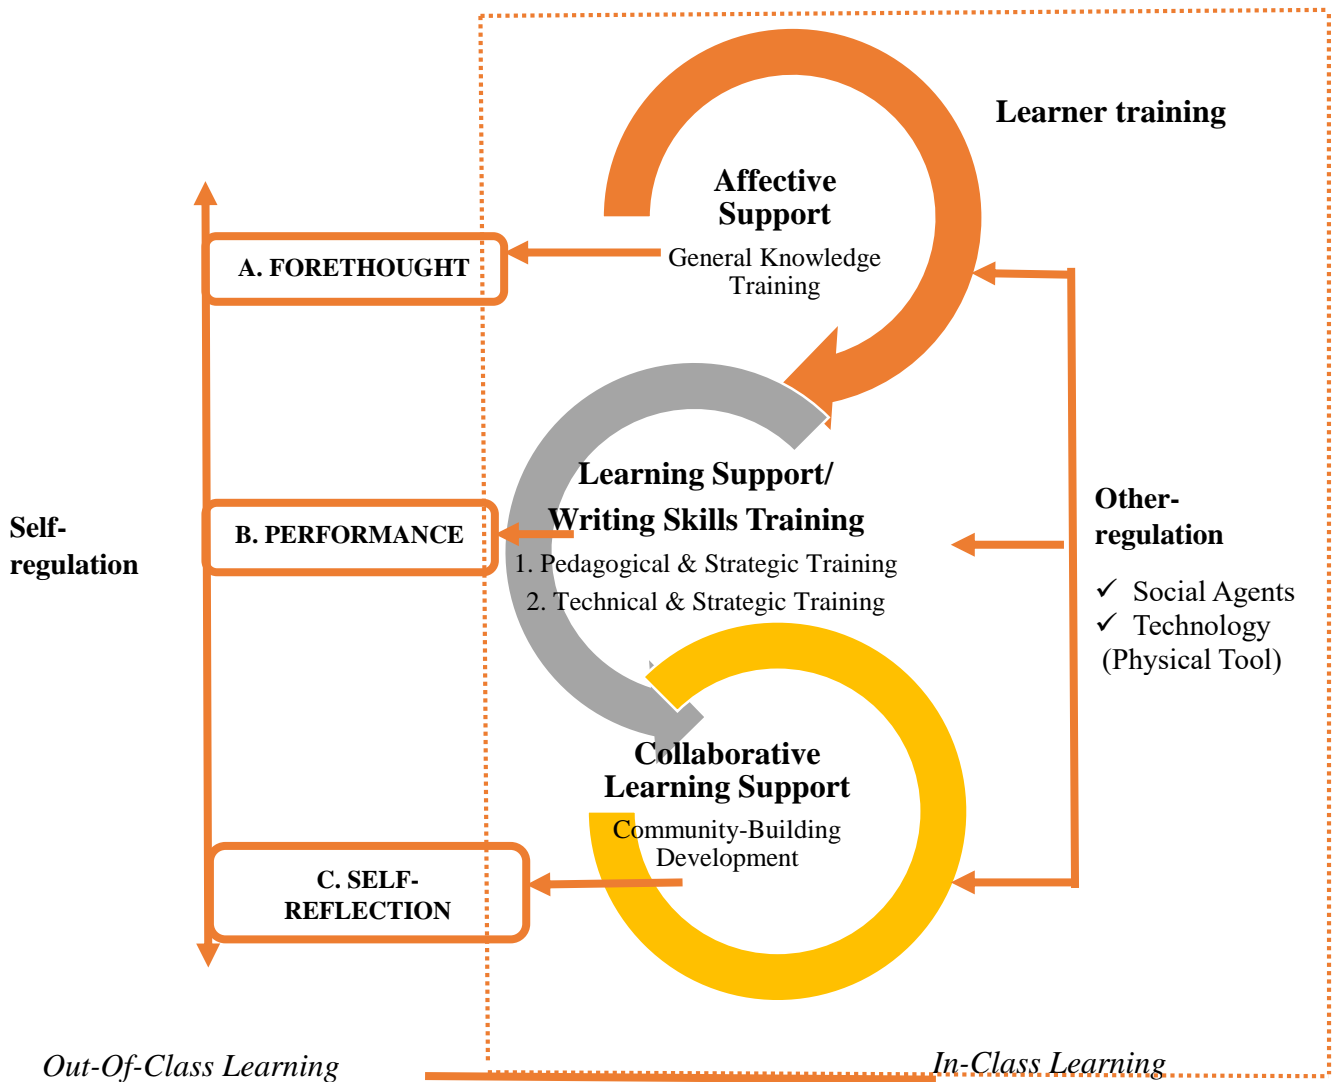 Learner training
Affective
Support
General Knowledge
Training
A. FORETHOUGHT
Learning Support/
Writing Skills Training
1. Pedagogical & Strategic Training
2. Technical & Strategic Training
B. PERFORMANCE
Self-
regulation
Other-
regulation
✓ Social Agents
✓ Technology
(Physical Tool)
Collaborative
Learning Support
Community-Building
Development
C. SELF-
REFLECTION
Out-Of-Class Learning
In-Class Learning